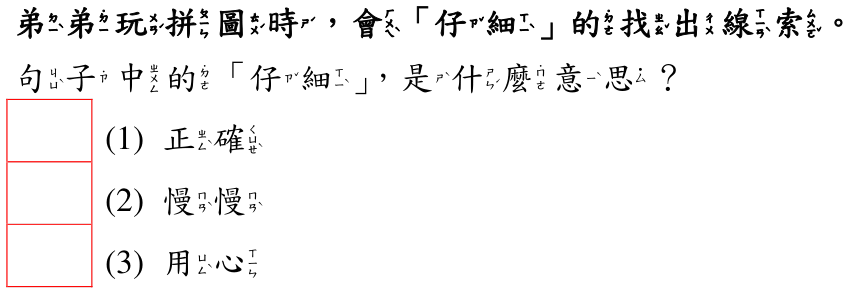 弟弟玩拼圖時，會「仔細」的找出線索。
句子中的「仔細」，是什麼意思？
(1) 正確
(2) 慢慢
(3) 用心